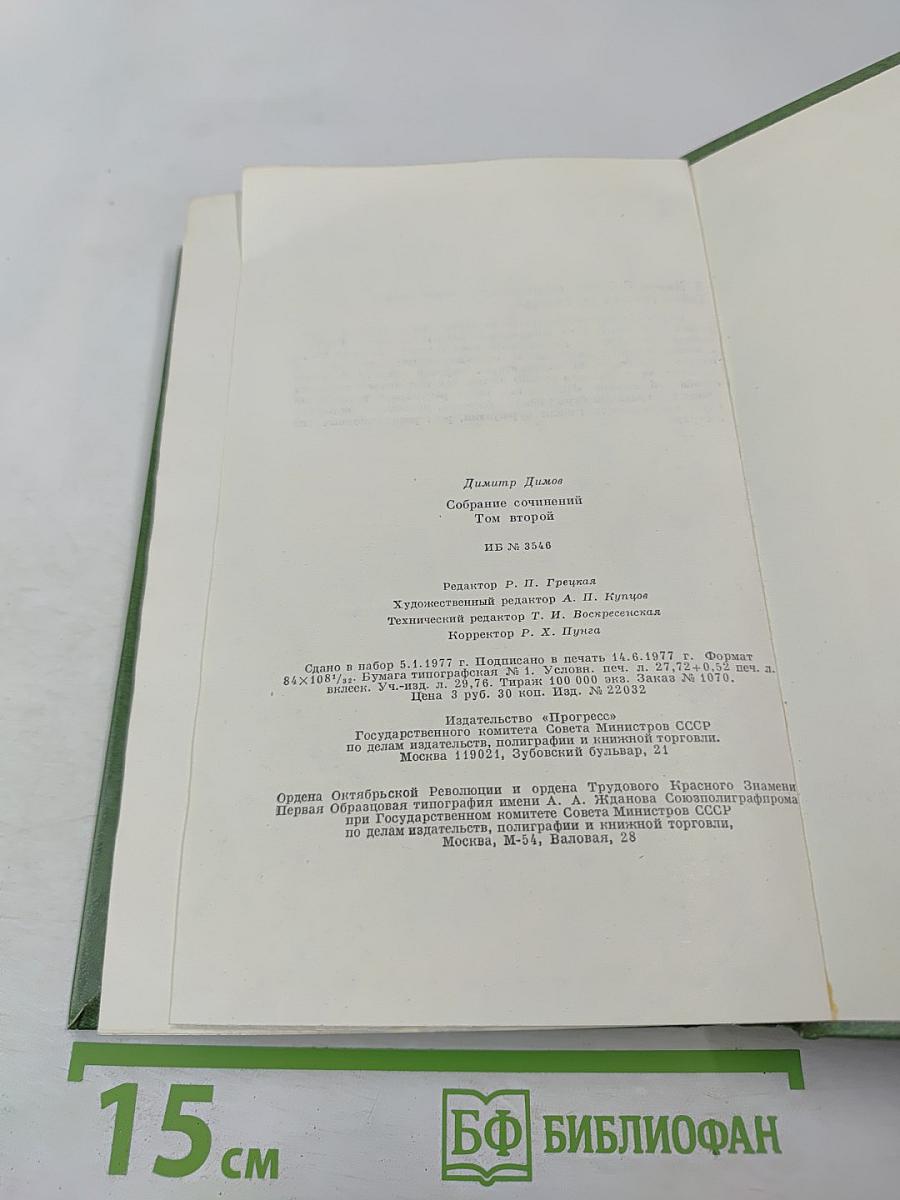 Димитр Димов
Собрание сочинений
Том второй
ИБ № 3546
Редактор Р. П. Грецкая
Художественный редактор А. П. Купцов
Технический редактор Т. И. Воскресенская
Корректор Р. Х. Пунга
Сдано в набор 5.1.1977 г. Подписано в печать 14.6.1977 г. Формат
84×108¹/₃₂. Бумага типографская № 1. Условн. печ. л. 27,72+0,52 печ. л.
вклеек. Уч.-изд. л. 29,76. Тираж 100 000 экз. Заказ № 1070.
Цена 3 руб. 30 коп. Изд. № 22032
Издательство «Прогресс»
Государственного комитета Совета Министров СССР
по делам издательств, полиграфии и книжной торговли.
Москва 119021, Зубовский бульвар, 21
Ордена Октябрьской Революции и ордена Трудового Красного Знамени
Первая Образцовая типография имени А. А. Жданова Союзполиграфпрома
при Государственном комитете Совета Министров СССР
по делам издательств, полиграфии и книжной торговли,
Москва, М-54, Валовая, 28
15 см
БФ БИБЛИОФАН